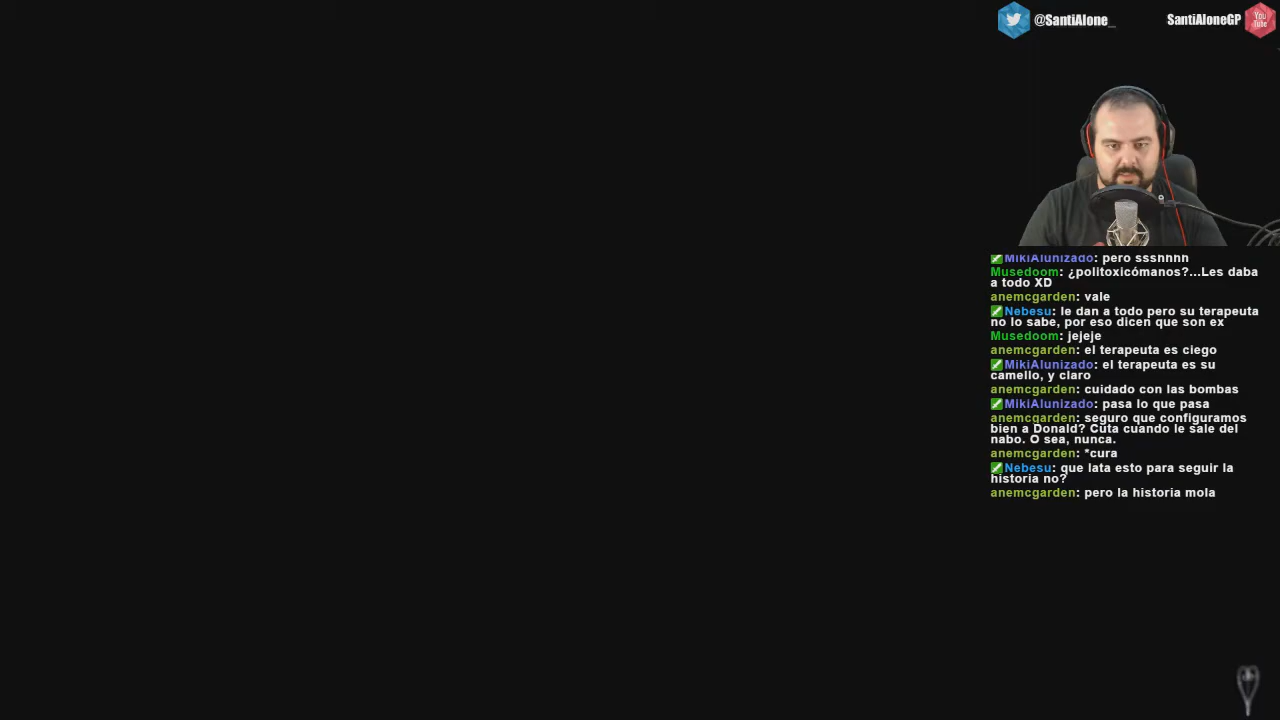 @SantiAlone_
SantiAloneGP
You
Tube
MikiAlunizado: pero ssshhhh
Musedoom: ¿politoxicómanos?...Les daba
a todo XD
anemcgarden: vale
Nebesu: le dan a todo pero su terapeuta
no lo sabe, por eso dicen que son ex
Musedoom: jejeje
anemcgarden: el terapeuta es ciego
MikiAlunizado: el terapeuta es su
camello, y claro
anemcgarden: cuidado con las bombas
MikiAlunizado: pasa lo que pasa
anemcgarden: seguro que configuramos
bien a Donald? Cuta cuando le sale del
nabo. O sea, nunca.
anemcgarden: *cura
Nebesu: que lata esto para seguir la
historia no?
anemcgarden: pero la historia mola